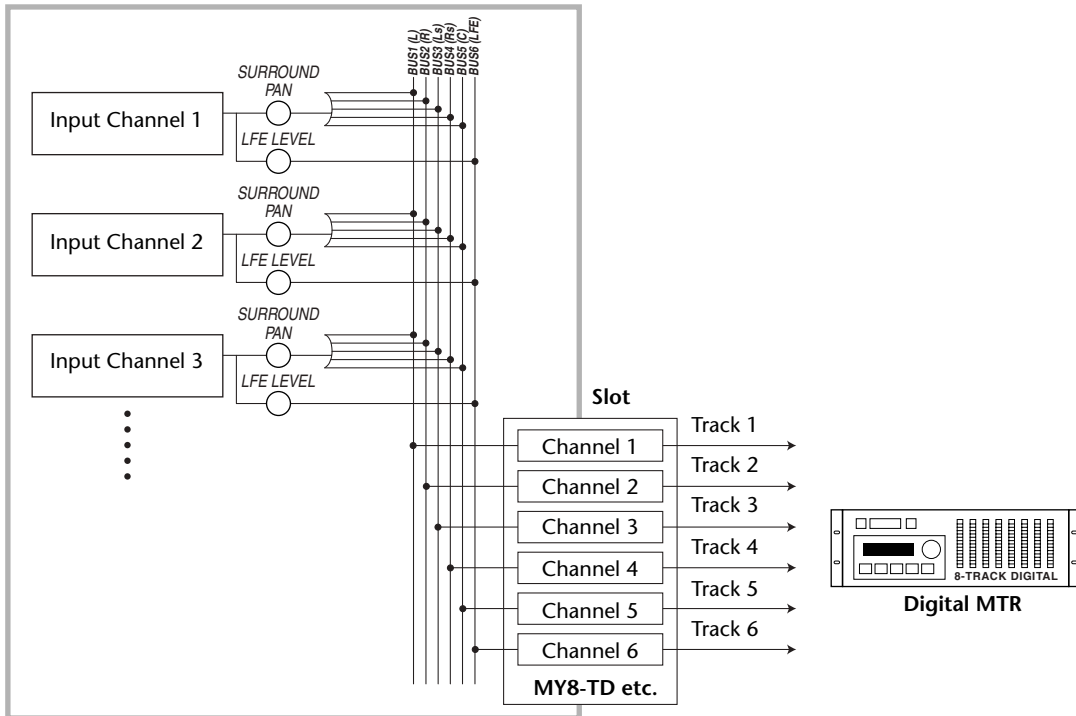 BUS1 (L)
BUS2 (R)
BUS3 (Ls)
BUS4 (Rs)
BUS5 (C)
BUS6 (LFE)
SURROUND
PAN
Input Channel 1
LFE LEVEL
SURROUND
PAN
Input Channel 2
LFE LEVEL
SURROUND
PAN
Input Channel 3
LFE LEVEL
Slot
Channel 1
Track 1
Channel 2
Track 2
Channel 3
Track 3
Channel 4
Track 4
Channel 5
Track 5
Channel 6
Track 6
MY8-TD etc.
8-TRACK DIGITAL
Digital MTR